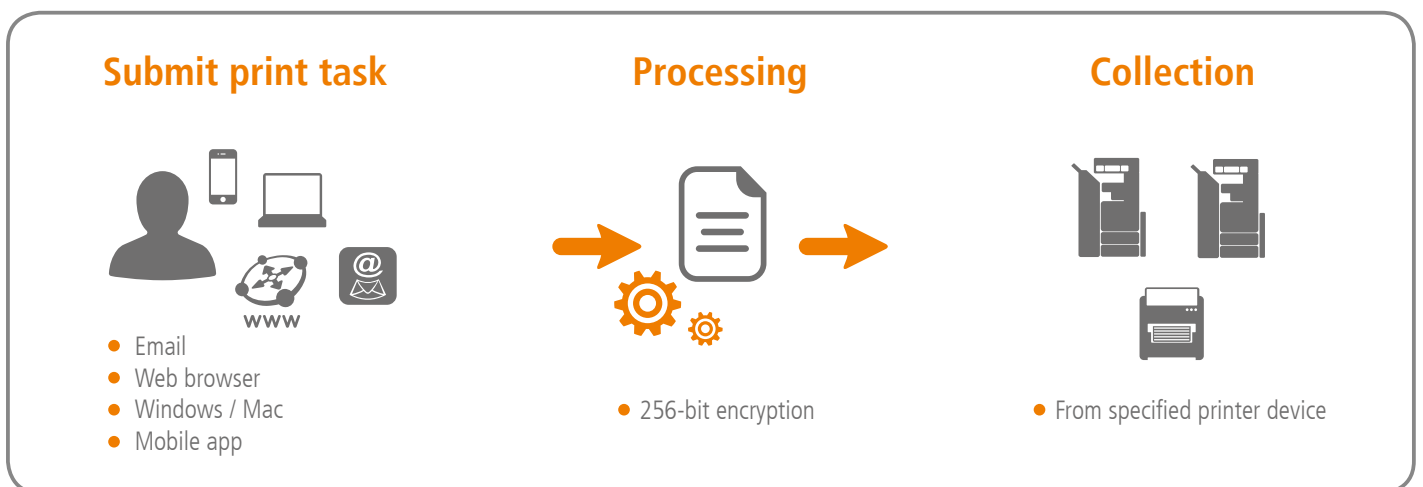 Submit print task
Processing
Collection
@
WWW
• Email
• Web browser
• Windows / Mac
• Mobile app
• 256-bit encryption
• From specified printer device